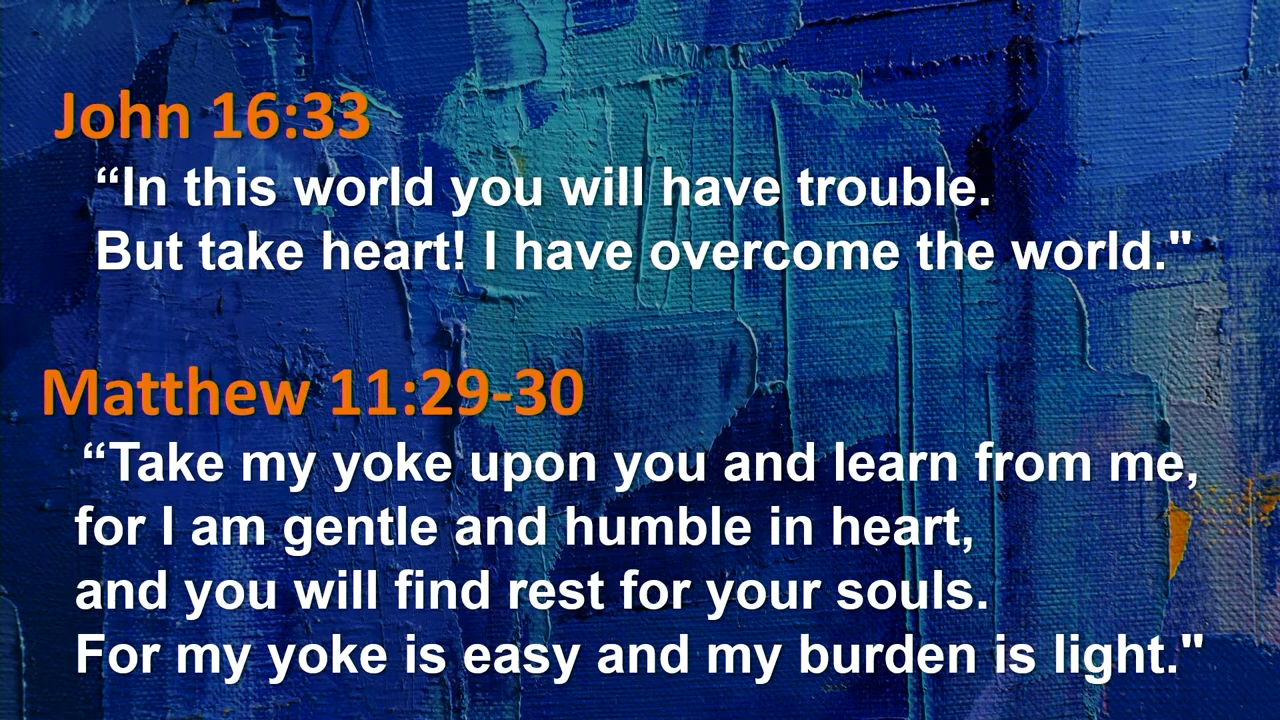 John 16:33
“In this world you will have trouble.
But take heart! I have overcome the world."
Matthew 11:29-30
“Take my yoke upon you and learn from me,
for I am gentle and humble in heart,
and you will find rest for your souls.
For my yoke is easy and my burden is light."